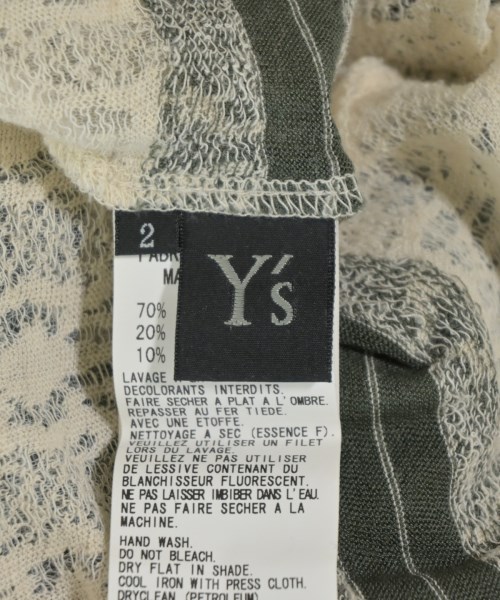 2
Y's
70%
20%
10%
LAVAGE
DECOLORANTS INTERDITS.
FAIRE SECHER A PLAT A L'OMBRE.
REPASSER AU FER TIEDE.
AVEC UNE ETOFFE.
NETTOYAGE A SEC (ESSENCE F).
VEUILLEZ UTILISER UN FILET
LORS DU LAVAGE.
VEUILLEZ NE PAS UTILISER
DE LESSIVE CONTENANT DU
BLANCHISSEUR FLUORESCENT.
NE PAS LAISSER IMBIBER DANS L'EAU.
NE PAS FAIRE SECHER A LA
MACHINE.
HAND WASH.
DO NOT BLEACH.
DRY FLAT IN SHADE.
COOL IRON WITH PRESS CLOTH.
DRYCLEAN (PETROLEUM)